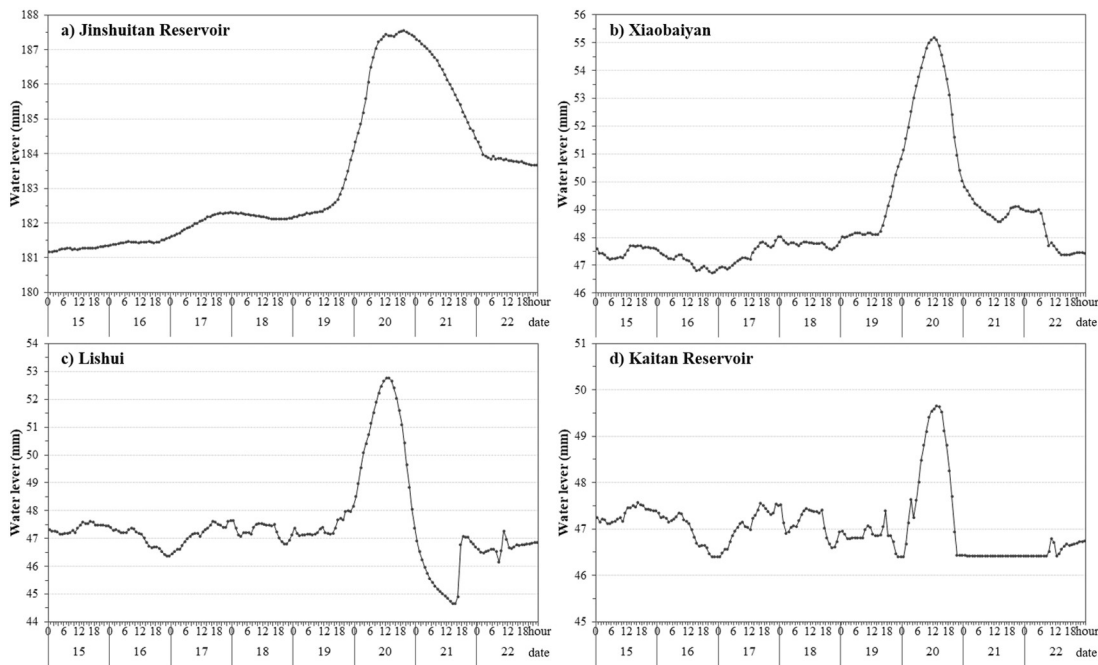 a) Jinshuitan Reservoir
Water lever (mm)
188
187
186
185
184
183
182
181
180
0 6 12 18 0 6 12 18 0 6 12 18 0 6 12 18 0 6 12 18 0 6 12 18 0 6 12 18 0 6 12 18 hour
15 16 17 18 19 20 21 22 date
b) Xiaobaiyan
Water lever (mm)
56
55
54
53
52
51
50
49
48
47
46
0 6 12 18 0 6 12 18 0 6 12 18 0 6 12 18 0 6 12 18 0 6 12 18 0 6 12 18 0 6 12 18 hour
15 16 17 18 19 20 21 22 date
c) Lishui
Water lever (mm)
54
53
52
51
50
49
48
47
46
45
44
0 6 12 18 0 6 12 18 0 6 12 18 0 6 12 18 0 6 12 18 0 6 12 18 0 6 12 18 0 6 12 18 hour
15 16 17 18 19 20 21 22 date
d) Kaitan Reservoir
Water lever (mm)
51
50
49
48
47
46
45
0 6 12 18 0 6 12 18 0 6 12 18 0 6 12 18 0 6 12 18 0 6 12 18 0 6 12 18 0 6 12 18 hour
15 16 17 18 19 20 21 22 date